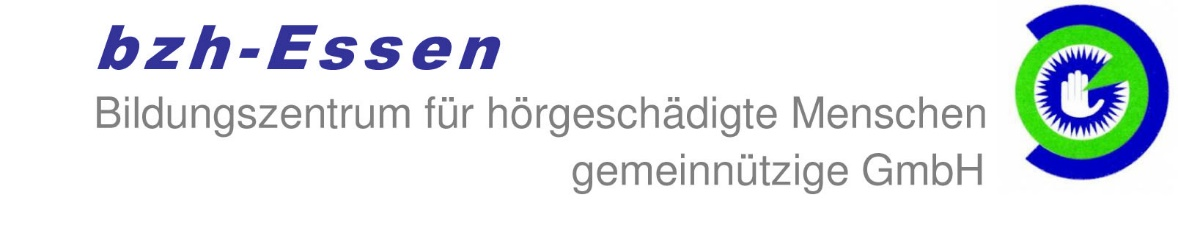 bzh-Essen
Bildungszentrum für hörgeschädigte Menschen
gemeinnützige GmbH